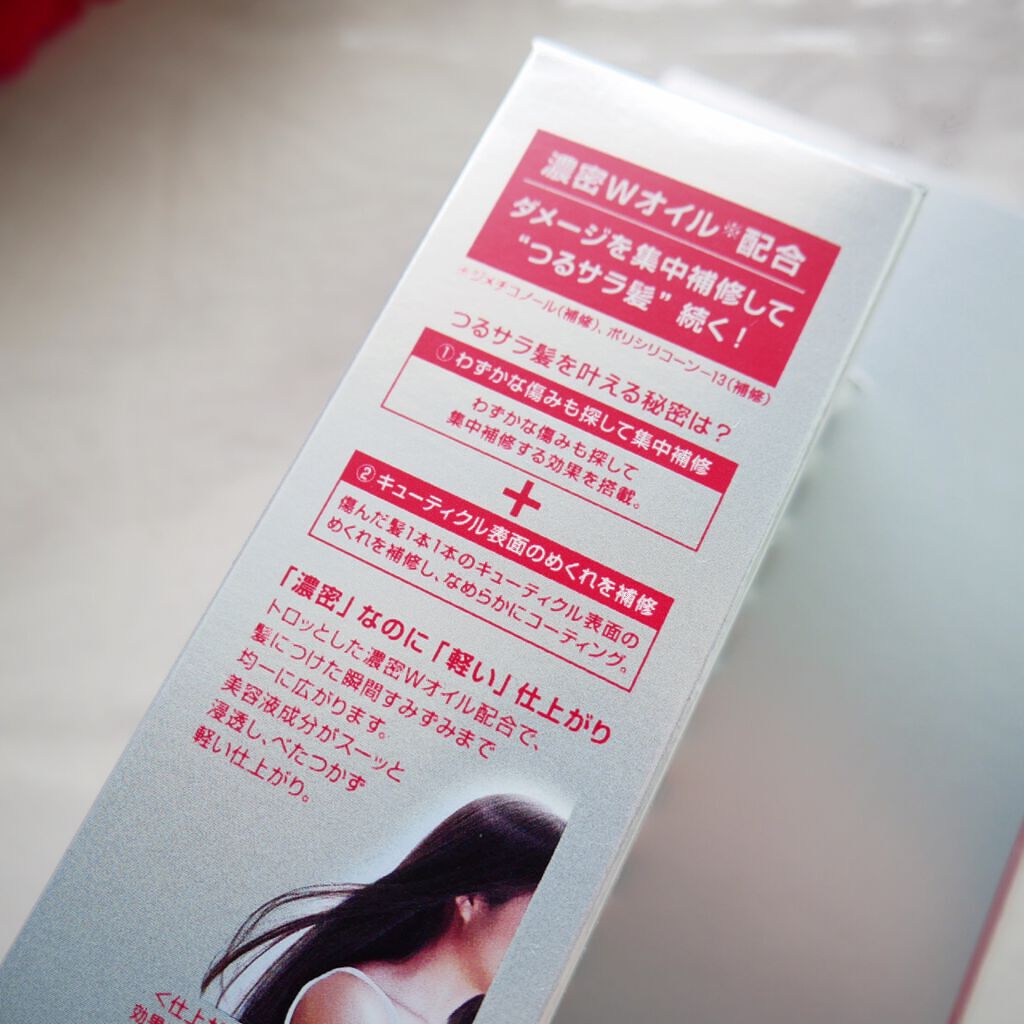 濃密Wオイル※配合
ダメージを集中補修して
“つるサラ髪”続く!
※ジメチコノール(補修)、ポリシリコーン-13(補修)
つるサラ髪を叶える秘密は?
①わずかな傷みも探して集中補修
わずかな傷みも探して
集中補修する効果を搭載。
+
②キューティクル表面のめくれを補修
傷んだ髪1本1本のキューティクル表面の
めくれを補修し、なめらかにコーティング。
「濃密」なのに「軽い」仕上がり
トロッとした濃密Wオイル配合で、
髪につけた瞬間すみずみまで
均一に広がります。
美容液成分がスーッと
浸透し、べたつかず
軽い仕上がり。
<仕上が
効果